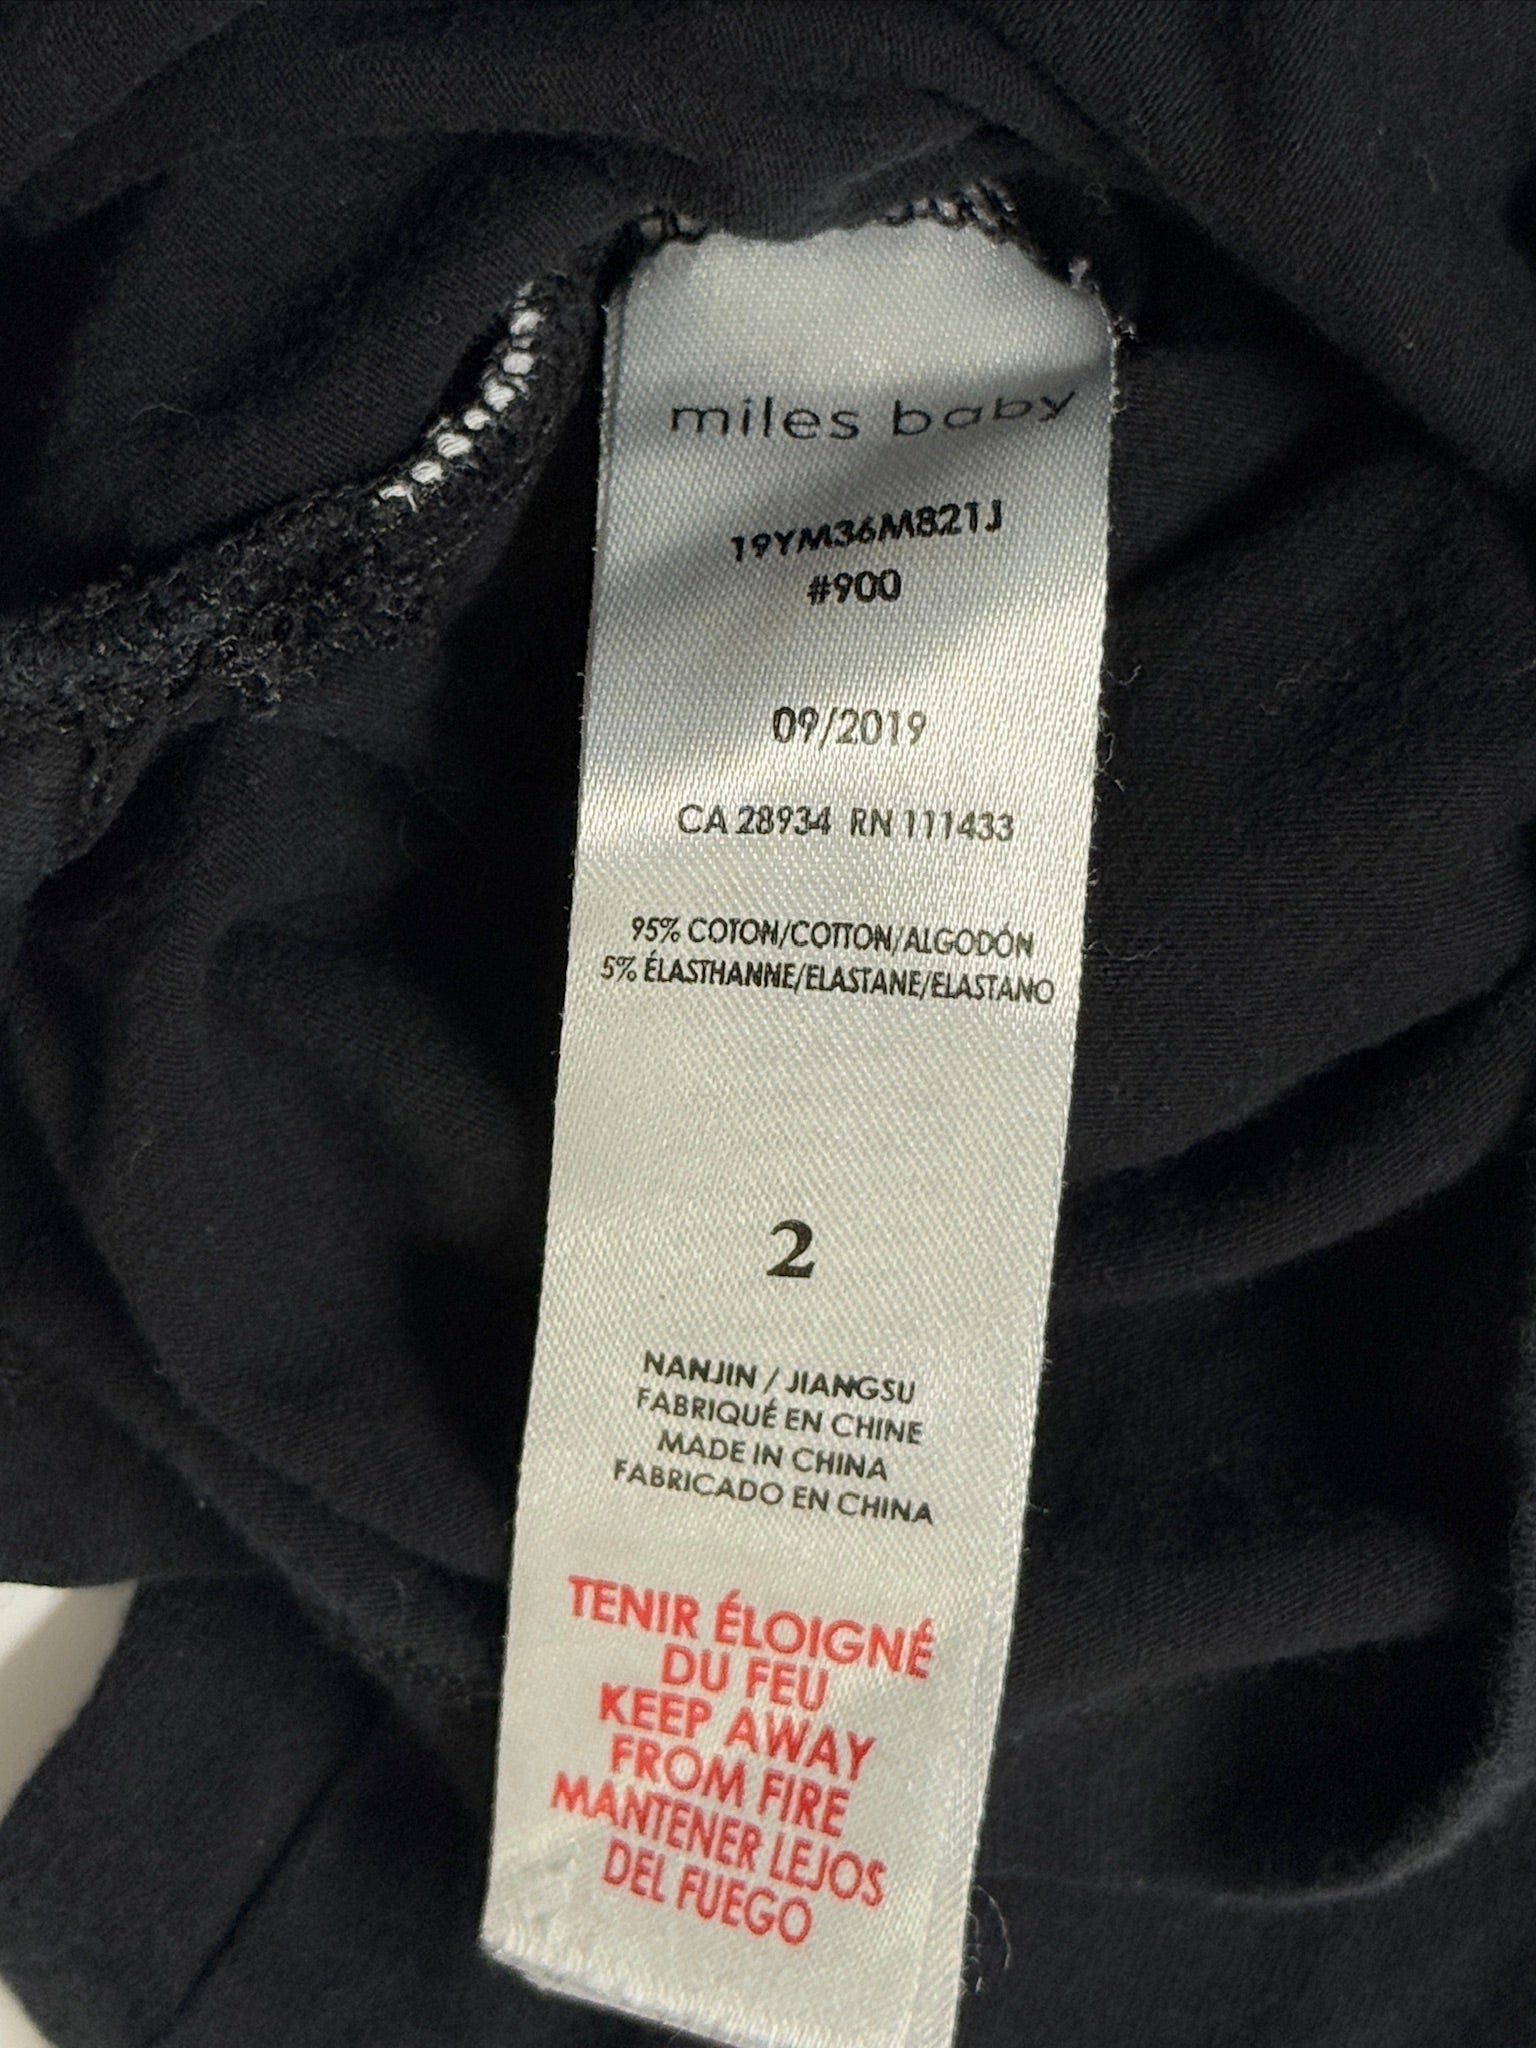 miles baby
19YM36M821J
#900
09/2019
CA 28934 RN 111433
95% COTON/COTTON/ALGODÓN
5% ÉLASTHANNE/ELASTANE/ELASTANO
2
NANJIN / JIANGSU
FABRIQUÉ EN CHINE
MADE IN CHINA
FABRICADO EN CHINA
TENIR ÉLOIGNÉ
DU FEU
KEEP AWAY
FROM FIRE
MANTENER LEJOS
DEL FUEGO